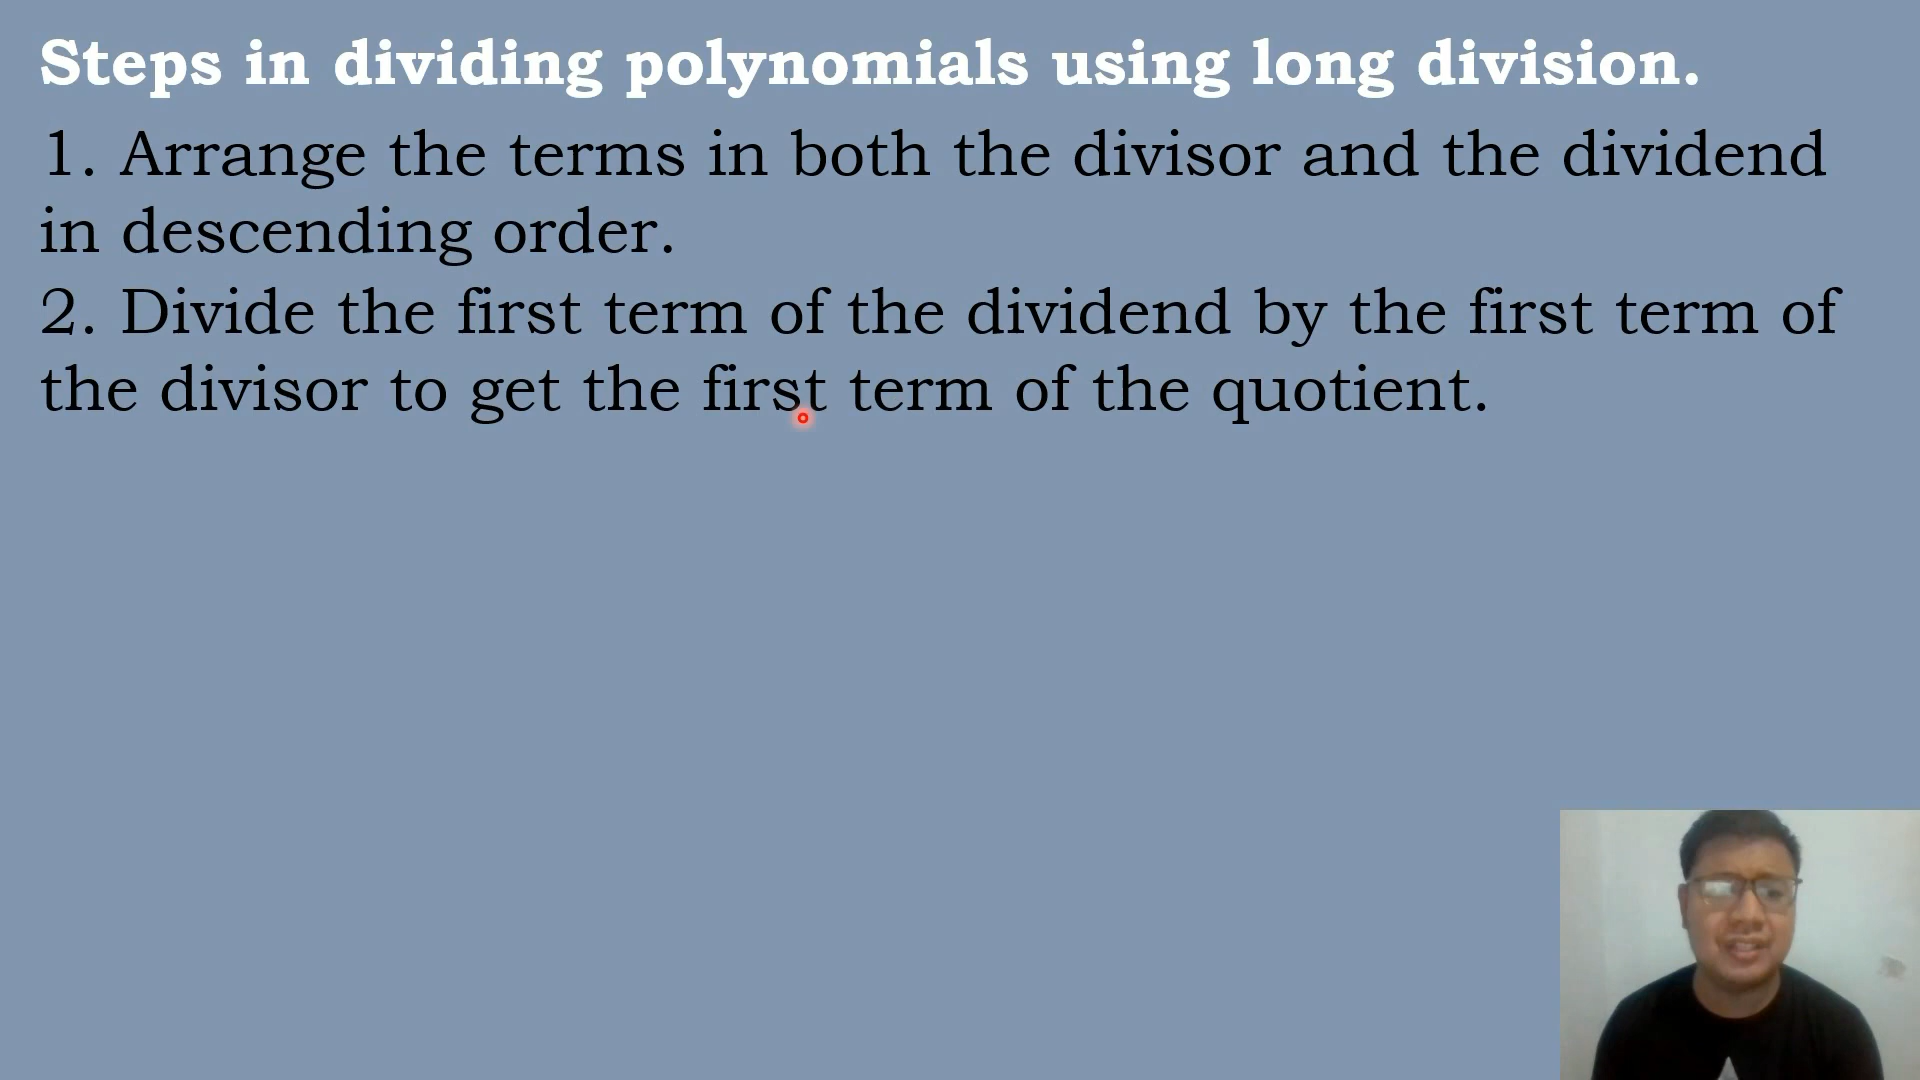 Steps in dividing polynomials using long division.
1. Arrange the terms in both the divisor and the dividend
in descending order.
2. Divide the first term of the dividend by the first term of
the divisor to get the first term of the quotient.